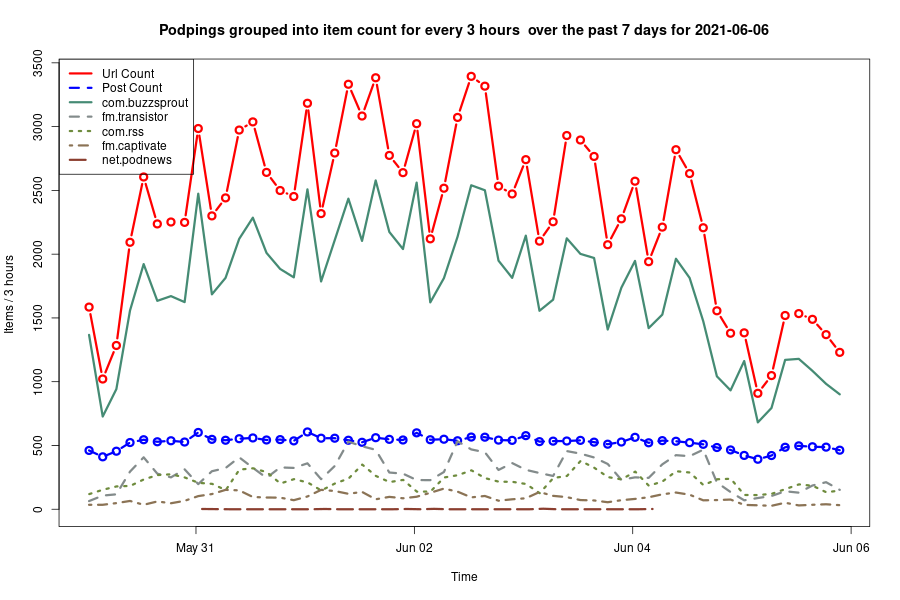 Podpings grouped into item count for every 3 hours  over the past 7 days for 2021-06-06
Items / 3 hours
3500
3000
2500
2000
1500
1000
500
0
Url Count
Post Count
com.buzzsprout
fm.transistor
com.rss
fm.captivate
net.podnews
May 31
Jun 02
Jun 04
Jun 06
Time